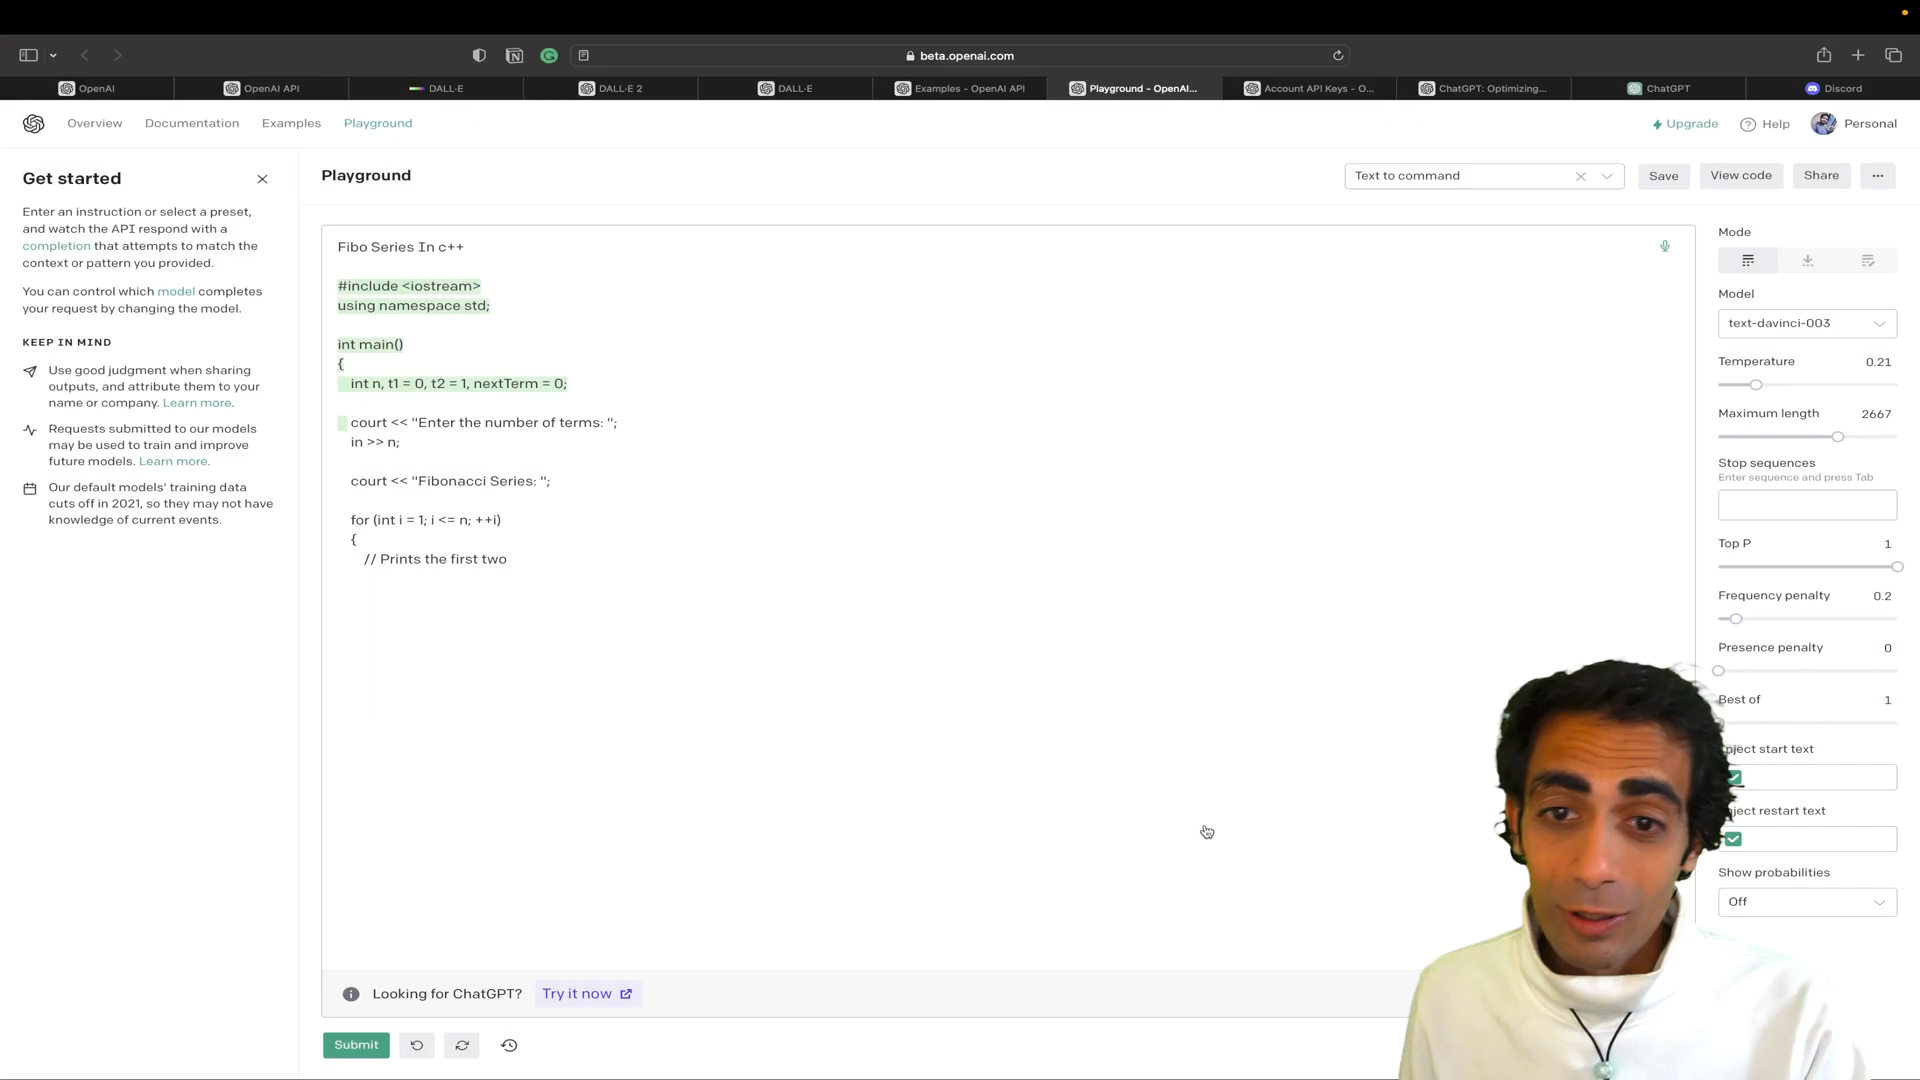 beta.openai.com
OpenAI
OpenAI API
DALL·E
DALL·E 2
DALL·E
Examples - OpenAI API
Playground - OpenAI...
Account API Keys - O...
ChatGPT: Optimizing...
ChatGPT
Discord
Overview
Documentation
Examples
Playground
Upgrade
Help
Personal
Get started
Enter an instruction or select a preset,
and watch the API respond with a
completion that attempts to match the
context or pattern you provided.
You can control which model completes
your request by changing the model.
KEEP IN MIND
Use good judgment when sharing
outputs, and attribute them to your
name or company. Learn more.
Requests submitted to our models
may be used to train and improve
future models. Learn more.
Our default models' training data
cuts off in 2021, so they may not have
knowledge of current events.
Playground
Text to command
Save
View code
Share
Fibo Series In c++
#include <iostream>
using namespace std;
int main()
{
int n, t1 = 0, t2 = 1, nextTerm = 0;
court << "Enter the number of terms: ";
in >> n;
court << "Fibonacci Series: ";
for (int i = 1; i <= n; ++i)
{
// Prints the first two
Looking for ChatGPT? Try it now
Submit
Mode
Model
text-davinci-003
Temperature 0.21
Maximum length 2667
Stop sequences
Enter sequence and press Tab
Top P 1
Frequency penalty 0.2
Presence penalty 0
Best of 1
start text
restart text
Show probabilities
Off